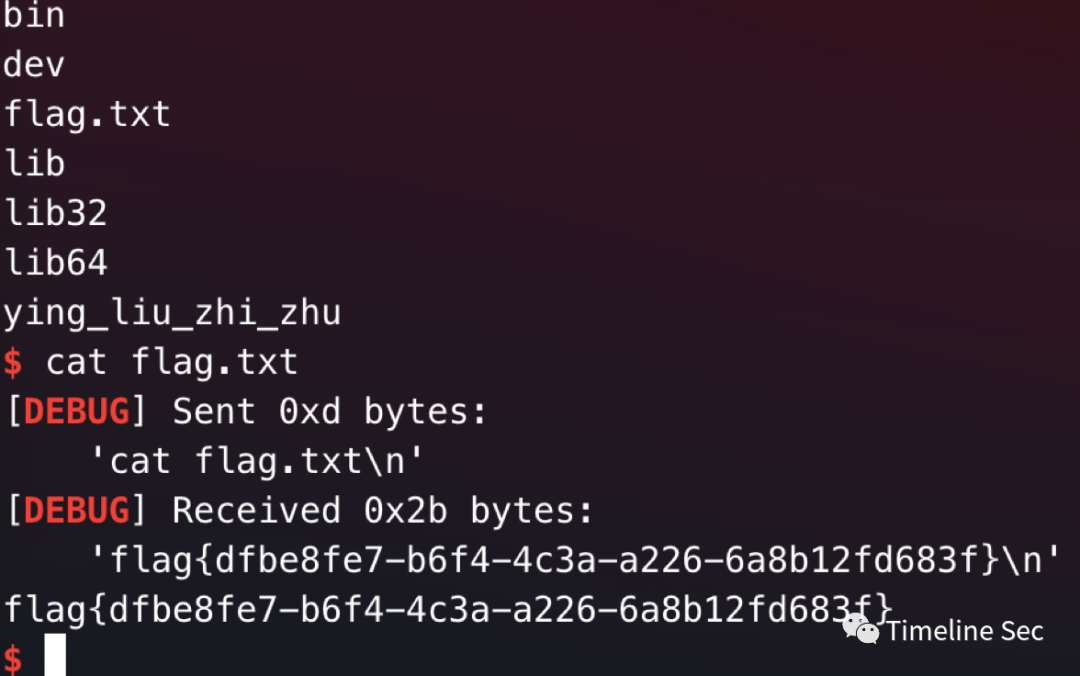 bin
dev
flag.txt
lib
lib32
lib64
ying_liu_zhi_zhu
$ cat flag.txt
[DEBUG] Sent 0xd bytes:
    'cat flag.txt\n'
[DEBUG] Received 0x2b bytes:
    'flag{dfbe8fe7-b6f4-4c3a-a226-6a8b12fd683f}\n'
flag{dfbe8fe7-b6f4-4c3a-a226-6a8b12fd683f}
Timeline Sec
$